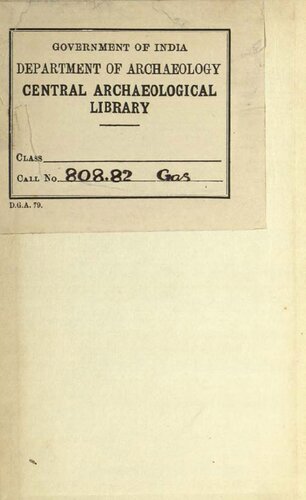 GOVERNMENT OF INDIA
DEPARTMENT OF ARCHAEOLOGY
CENTRAL ARCHAEOLOGICAL
LIBRARY
CLASS
CALL No. 808.82 Gas
D.G.A. 79.